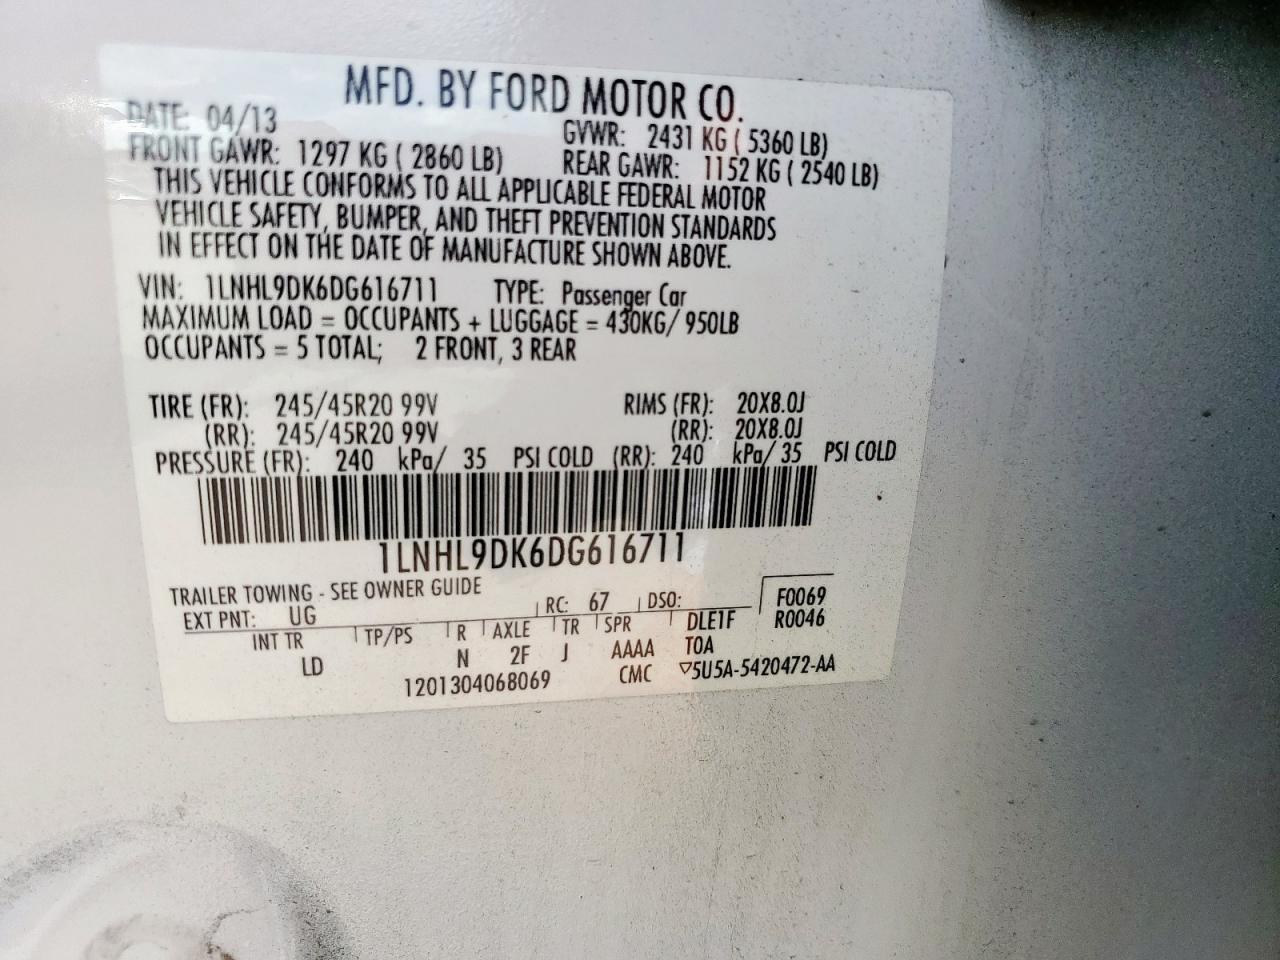 MFD. BY FORD MOTOR CO.
DATE: 04/13 GVWR: 2431 KG ( 5360 LB)
FRONT GAWR: 1297 KG ( 2860 LB) REAR GAWR: 1152 KG ( 2540 LB)
THIS VEHICLE CONFORMS TO ALL APPLICABLE FEDERAL MOTOR
VEHICLE SAFETY, BUMPER, AND THEFT PREVENTION STANDARDS
IN EFFECT ON THE DATE OF MANUFACTURE SHOWN ABOVE.
VIN: 1LNHL9DK6DG616711 TYPE: Passenger Car
MAXIMUM LOAD = OCCUPANTS + LUGGAGE = 430KG/ 950LB
OCCUPANTS = 5 TOTAL; 2 FRONT, 3 REAR
TIRE (FR): 245/45R20 99V RIMS (FR): 20X8.0J
(RR): 245/45R20 99V (RR): 20X8.0J
PRESSURE (FR): 240 kPa/ 35 PSI COLD (RR): 240 kPa/ 35 PSI COLD
1LNHL9DK6DG616711
TRAILER TOWING - SEE OWNER GUIDE
EXT PNT: UG RC: 67 DSO: F0069
INT TR TP/PS R AXLE TR SPR DLE1F R0046
LD N 2F J AAAA TOA
1201304068069 CMC ▽5U5A-5420472-AA